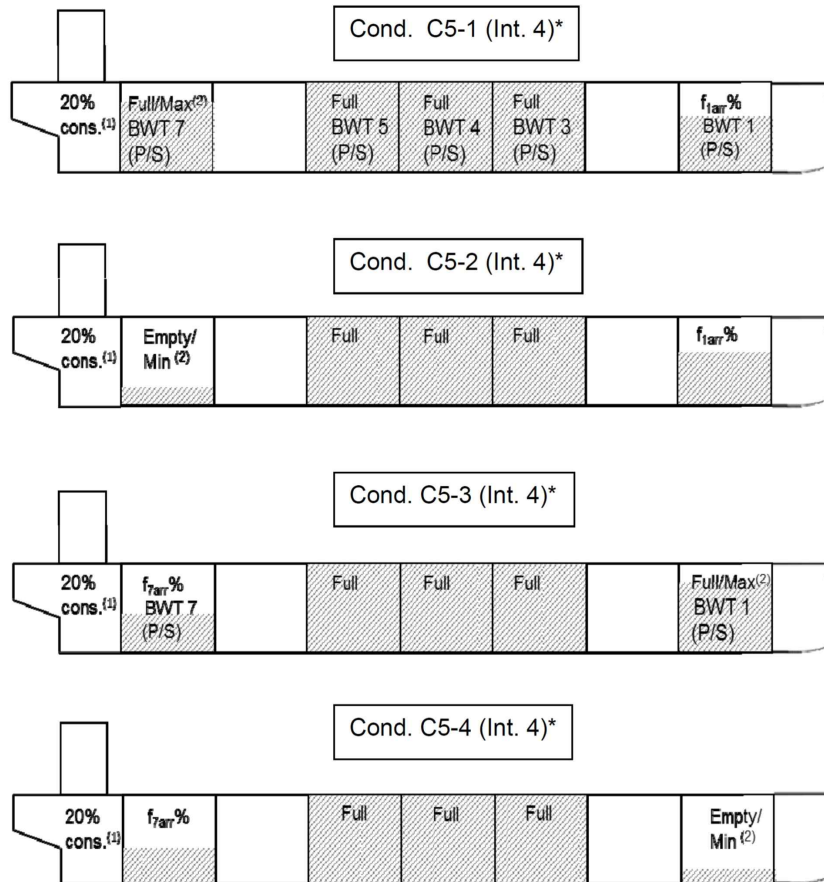 Cond. C5-1 (Int. 4)*
20%
cons.(1)
Full/Max(2)
BWT 7
(P/S)
Full
BWT 5
(P/S)
Full
BWT 4
(P/S)
Full
BWT 3
(P/S)
f1arr%
BWT 1
(P/S)
Cond. C5-2 (Int. 4)*
20%
cons.(1)
Empty/
Min (2)
Full
Full
Full
f1arr%
Cond. C5-3 (Int. 4)*
20%
cons.(1)
f7arr%
BWT 7
(P/S)
Full
Full
Full
Full/Max(2)
BWT 1
(P/S)
Cond. C5-4 (Int. 4)*
20%
cons.(1)
f7arr%
Full
Full
Full
Empty/
Min (2)